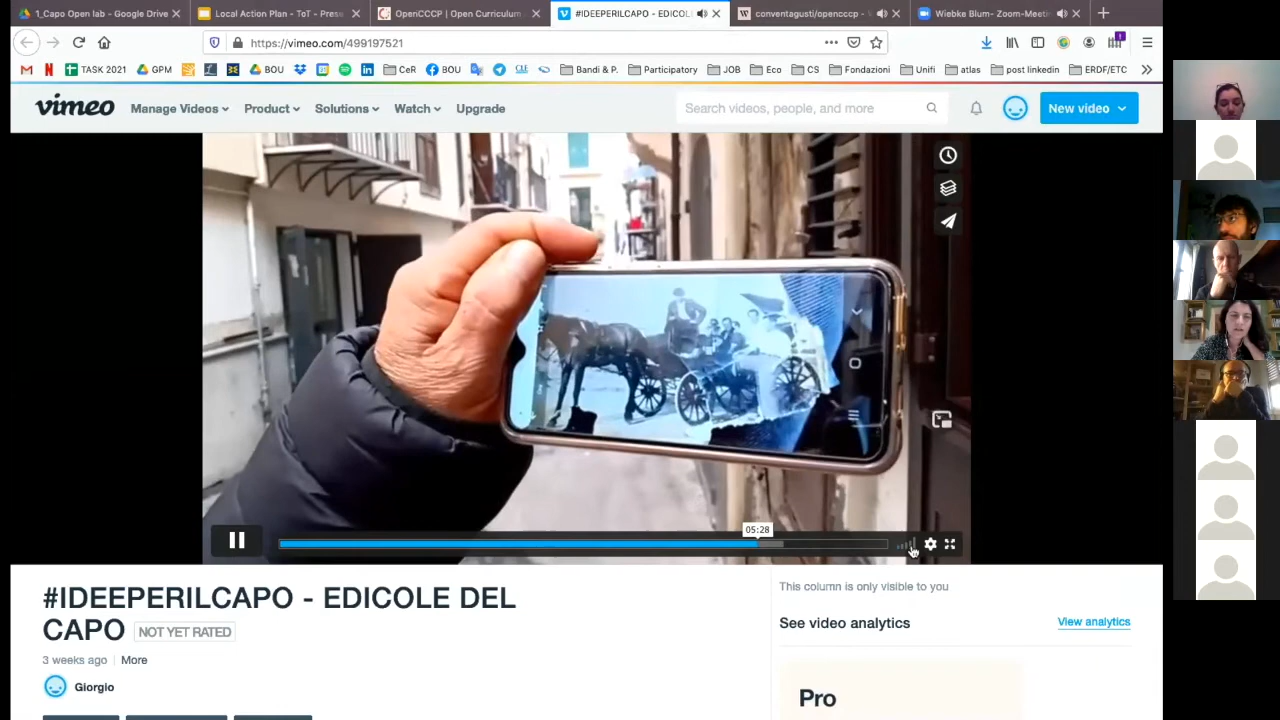 1_Capo Open lab - Google Drive
Local Action Plan - ToT - Prese
OpenCCCP | Open Curriculum
#IDEEPERILCAPO - EDICOLE
conventagusti/opencccp - V
Wiebke Blum- Zoom-Meeti
https://vimeo.com/499197521
TASK 2021
GPM
BOU
CeR
BOU
CLE
Bandi & P.
Participatory
JOB
Eco
CS
Fondazioni
Unifi
atlas
post linkedin
ERDF/ETC
vimeo
Manage Videos
Product
Solutions
Watch
Upgrade
Search videos, people, and more
New video
05:28
#IDEEPERILCAPO - EDICOLE DEL
CAPO NOT YET RATED
3 weeks ago | More
Giorgio
This column is only visible to you
See video analytics
View analytics
Pro